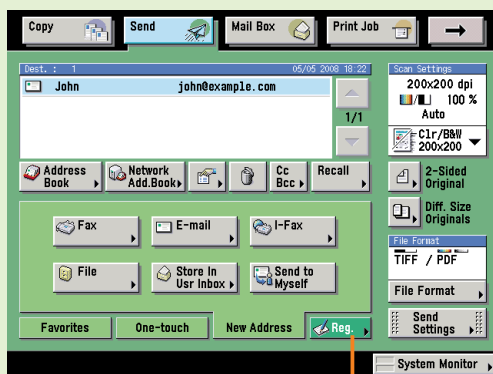 Copy
Send
Mail Box
Print Job
Dest. : 1
05/05 2008 18:22
John john@example.com
1/1
Address
Book
Network
Add.Book
Cc
Bcc
Recall
Fax
E-mail
I-Fax
File
Store In
Usr Inbox
Send to
Myself
Favorites
One-touch
New Address
Reg.
Scan Settings
200x200 dpi
100 %
Auto
Clr/B&W
200×200
2-Sided
Original
Diff. Size
Originals
File Format
TIFF / PDF
File Format
Send
Settings
System Monitor